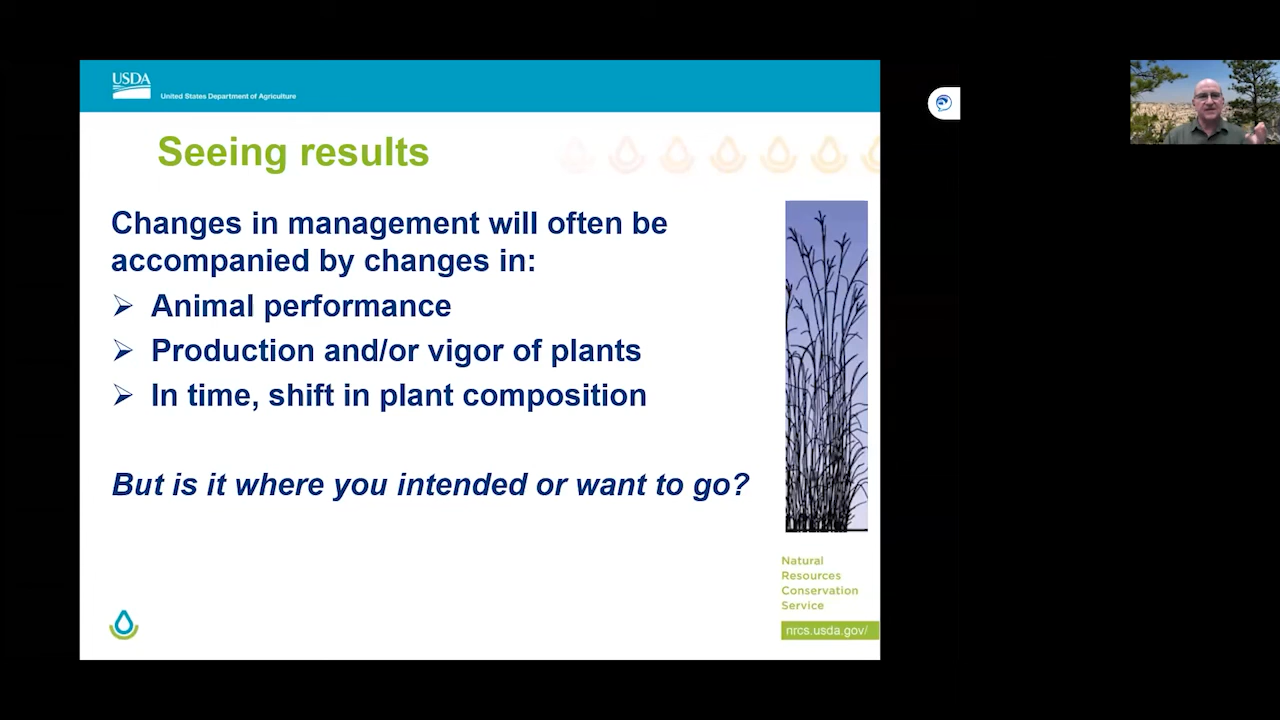 USDA
United States Department of Agriculture
Seeing results
Changes in management will often be
accompanied by changes in:
Animal performance
Production and/or vigor of plants
In time, shift in plant composition
But is it where you intended or want to go?
Natural
Resources
Conservation
Service
nrcs.usda.gov/